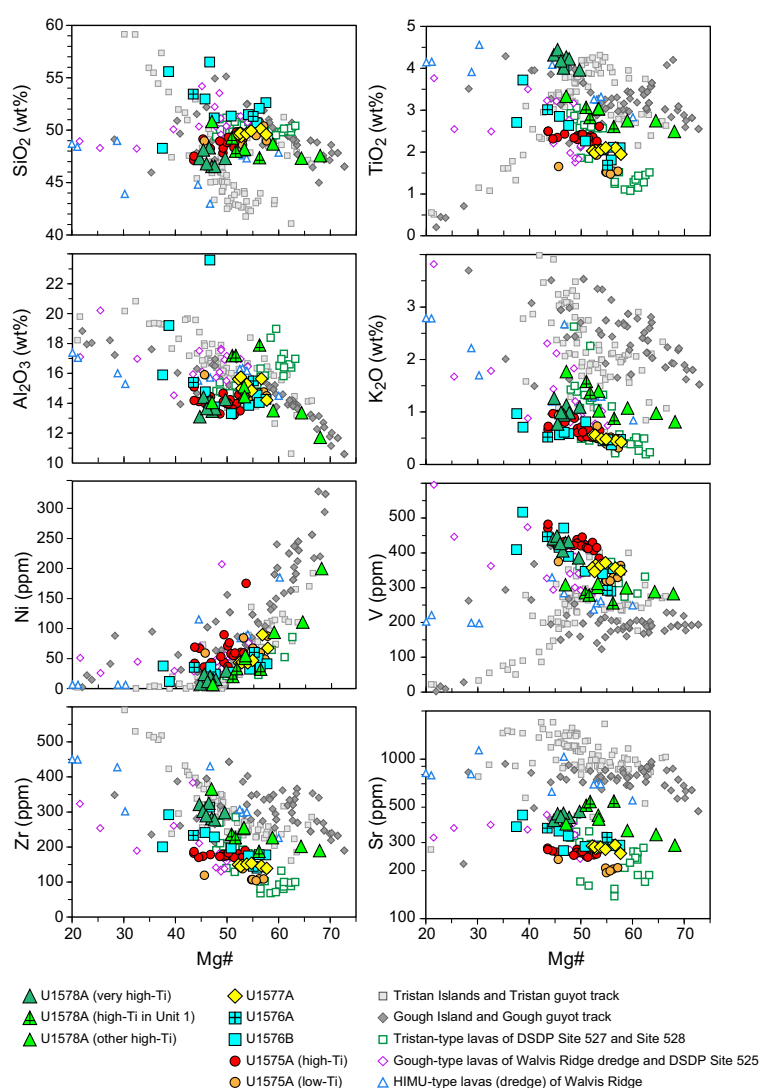 60
55
50
45
40
SiO2 (wt%)
5
4
3
2
1
0
TiO2 (wt%)
22
20
18
16
14
12
10
Al2O3 (wt%)
3
2
1
0
K2O (wt%)
300
250
200
150
100
50
0
Ni (ppm)
500
400
300
200
100
0
V (ppm)
500
400
300
200
100
0
Zr (ppm)
20 30 40 50 60 70
Mg#
1000
500
300
200
100
Sr (ppm)
20 30 40 50 60 70
Mg#
U1578A (very high-Ti)
U1578A (high-Ti in Unit 1)
U1578A (other high-Ti)
U1577A
U1576A
U1576B
U1575A (high-Ti)
U1575A (low-Ti)
Tristan Islands and Tristan guyot track
Gough Island and Gough guyot track
Tristan-type lavas of DSDP Site 527 and Site 528
Gough-type lavas of Walvis Ridge dredge and DSDP Site 525
HIMU-type lavas (dredge) of Walvis Ridge